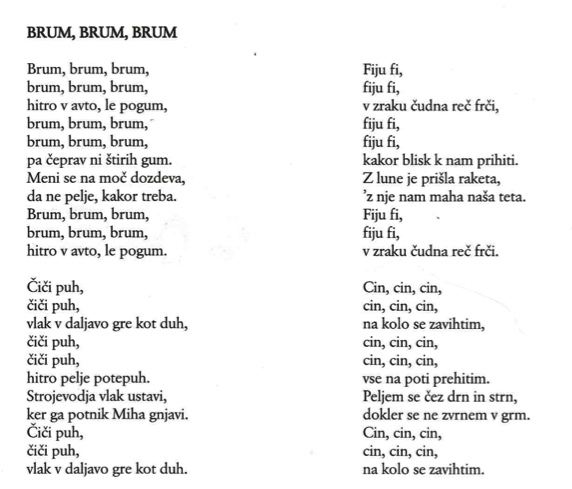 BRUM, BRUM, BRUM
Brum, brum, brum,
brum, brum, brum,
hitro v avto, le pogum,
brum, brum, brum,
brum, brum, brum,
pa čeprav ni štirih gum.
Meni se na moč dozdeva,
da ne pelje, kakor treba.
Brum, brum, brum,
brum, brum, brum,
hitro v avto, le pogum.
Čiči puh,
čiči puh,
vlak v daljavo gre kot duh,
čiči puh,
čiči puh,
hitro pelje potepuh.
Strojevodja vlak ustavi,
ker ga potnik Miha gnjavi.
Čiči puh,
čiči puh,
vlak v daljavo gre kot duh.
Fiju fi,
fiju fi,
v zraku čudna reč frči,
fiju fi,
fiju fi,
kakor blisk k nam prihiti.
Z lune je prišla raketa,
'z nje nam maha naša teta.
Fiju fi,
fiju fi,
v zraku čudna reč frči.
Cin, cin, cin,
cin, cin, cin,
na kolo se zavihtim,
cin, cin, cin,
cin, cin, cin,
vse na poti prehitim.
Peljem se čez drn in strn,
dokler se ne zvrnem v grm.
Cin, cin, cin,
cin, cin, cin,
na kolo se zavihtim.